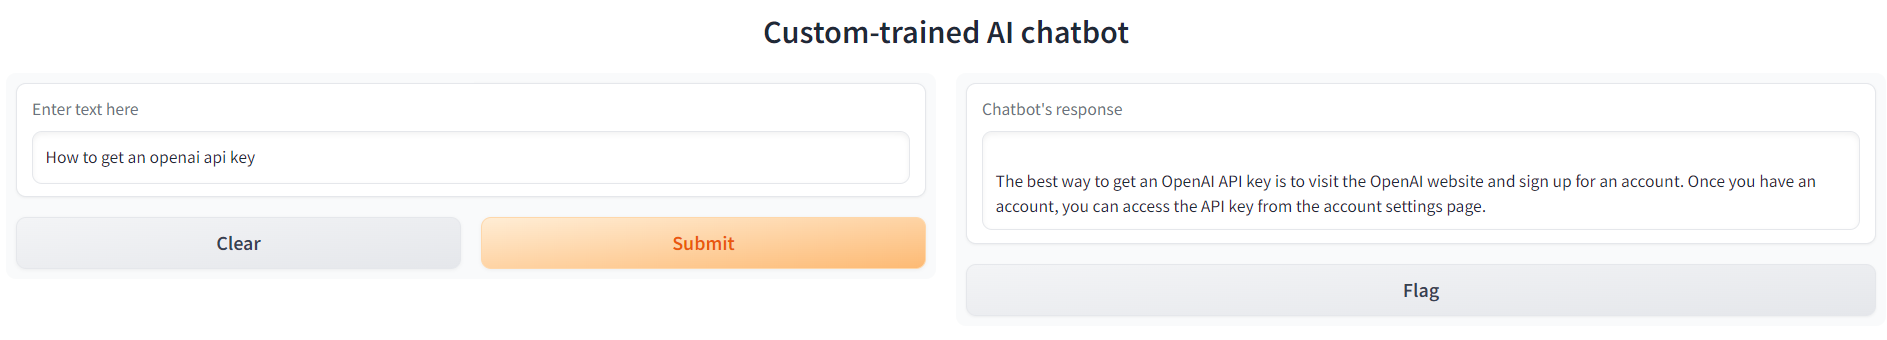 Custom-trained AI chatbot
Enter text here
How to get an openai api key
Clear
Submit
Chatbot's response
The best way to get an OpenAI API key is to visit the OpenAI website and sign up for an account. Once you have an
account, you can access the API key from the account settings page.
Flag